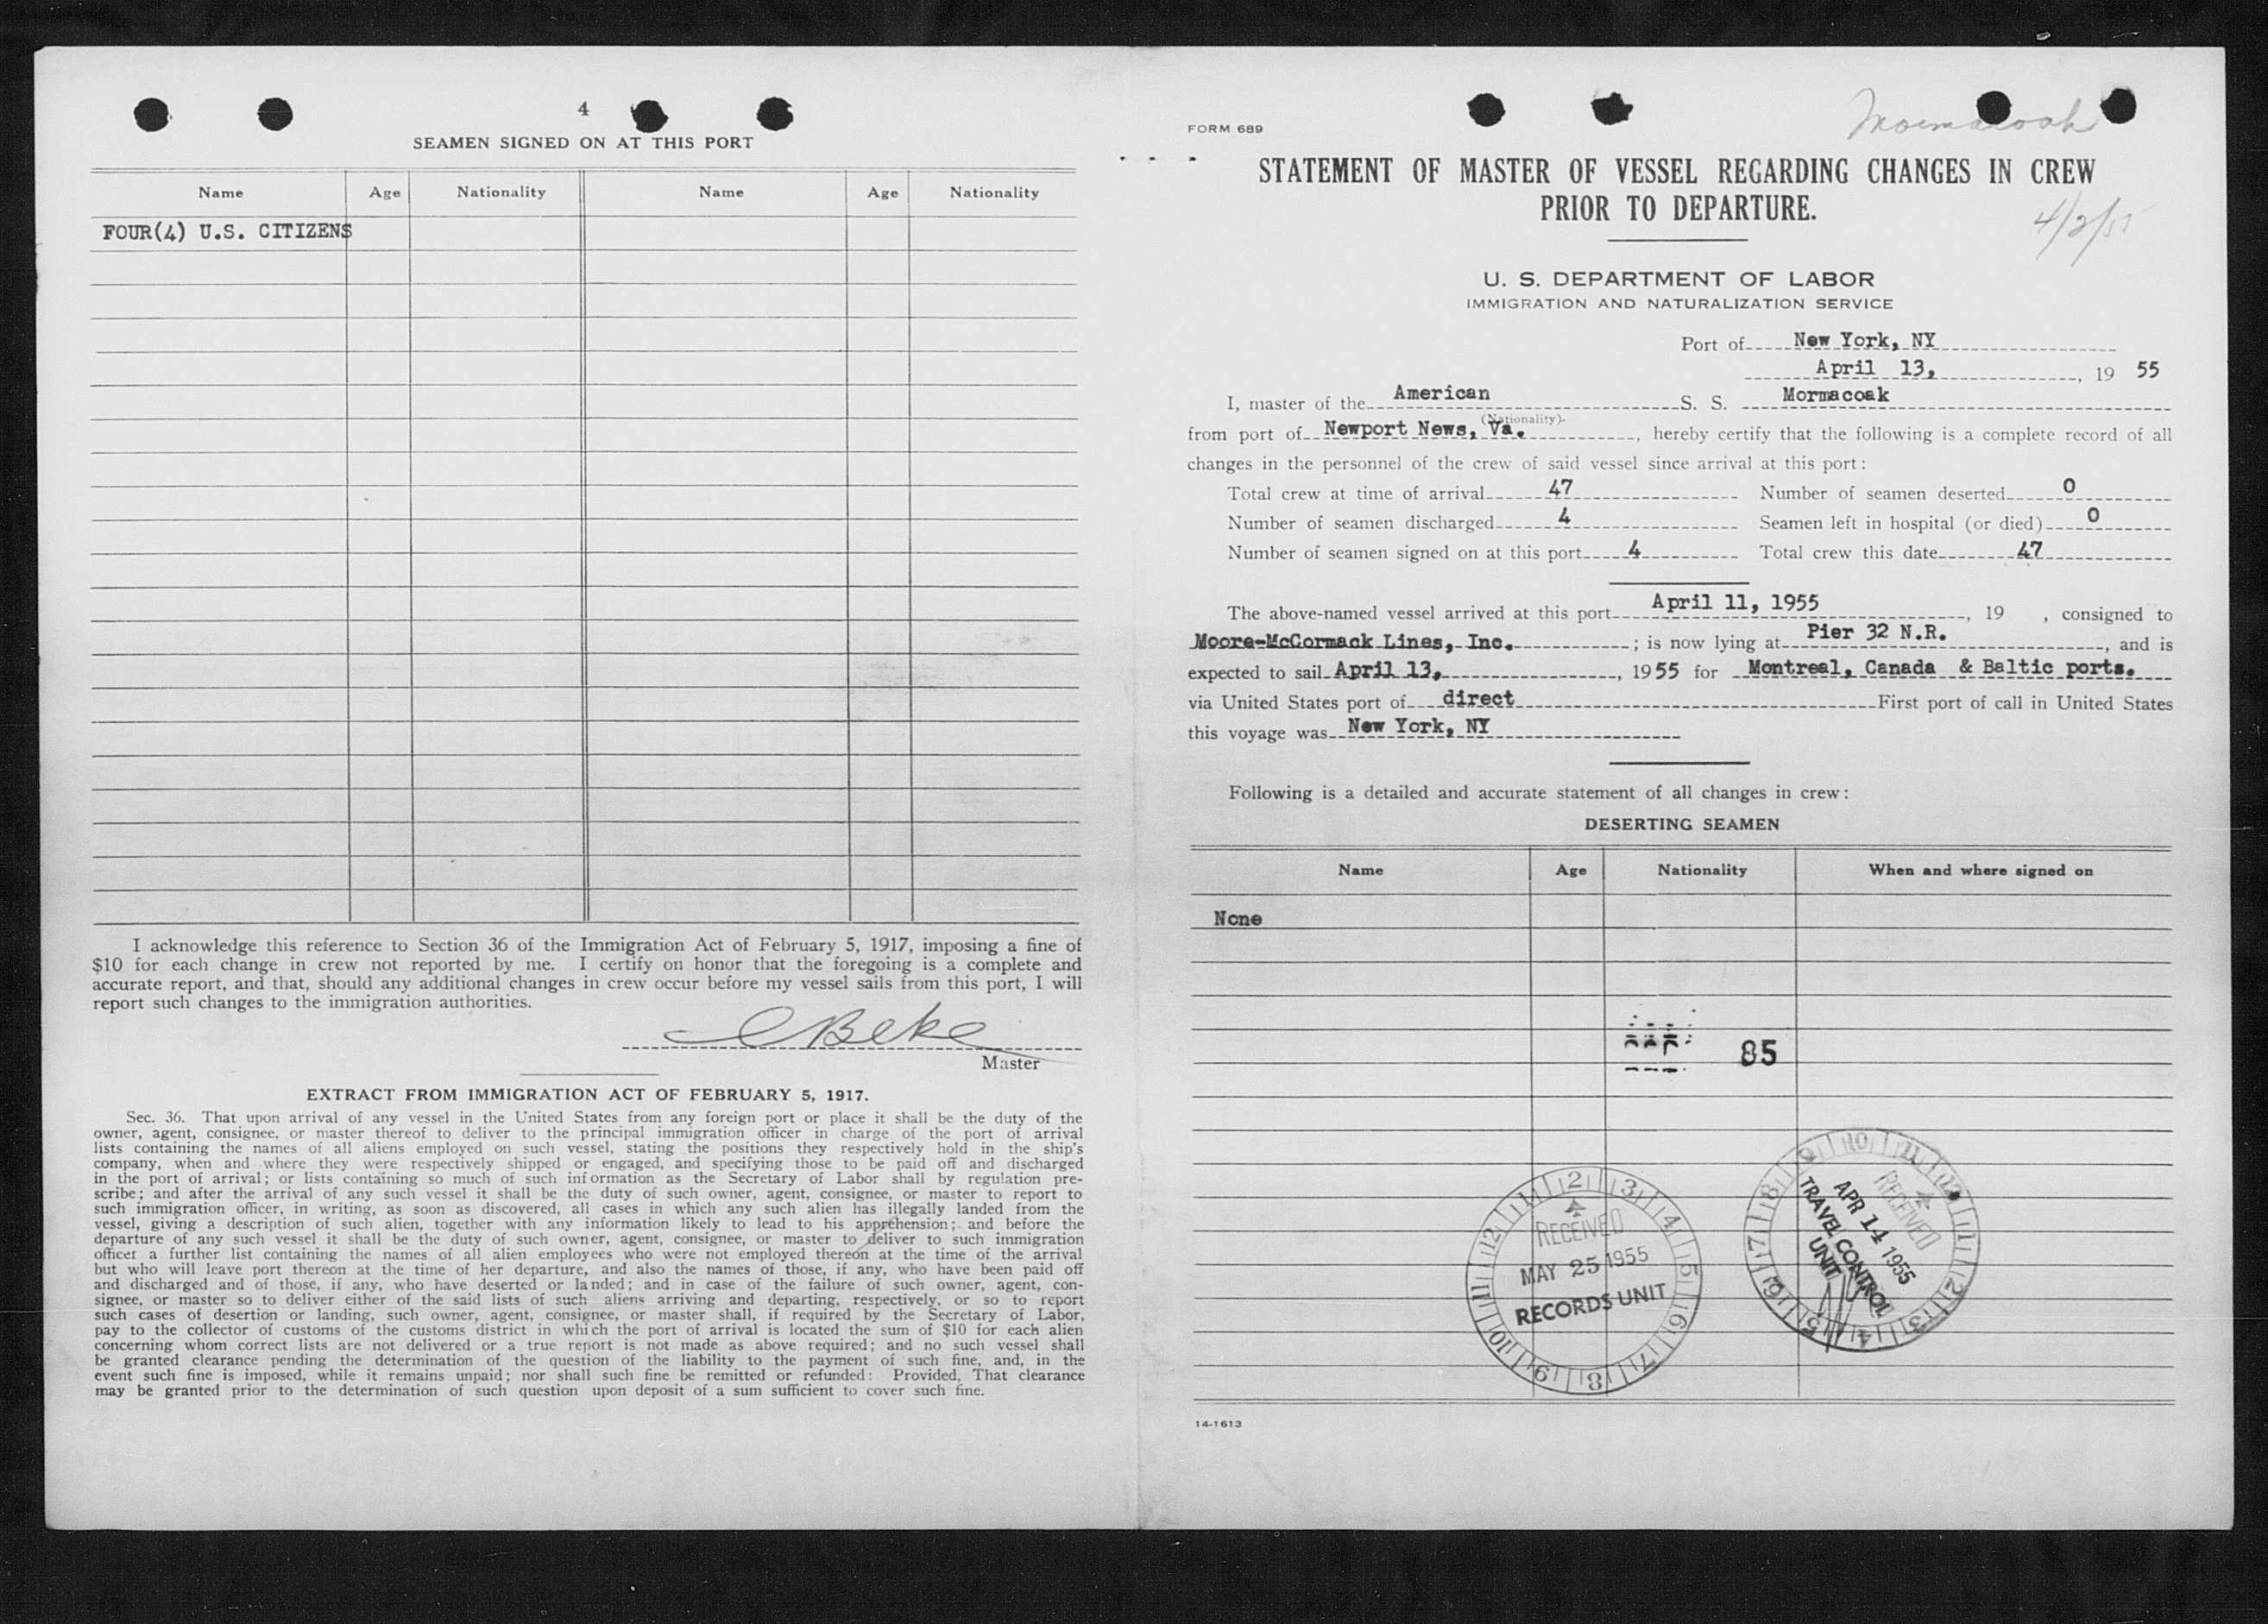 4
SEAMEN SIGNED ON AT THIS PORT
Name Age Nationality Name Age Nationality
FOUR(4) U.S. CITIZENS
I acknowledge this reference to Section 36 of the Immigration Act of February 5, 1917, imposing a fine of
$10 for each change in crew not reported by me. I certify on honor that the foregoing is a complete and
accurate report, and that, should any additional changes in crew occur before my vessel sails from this port, I will
report such changes to the immigration authorities.
Beke
Master
EXTRACT FROM IMMIGRATION ACT OF FEBRUARY 5, 1917.
Sec. 36. That upon arrival of any vessel in the United States from any foreign port or place it shall be the duty of the
owner, agent, consignee, or master thereof to deliver to the principal immigration officer in charge of the port of arrival
lists containing the names of all aliens employed on such vessel, stating the positions they respectively hold in the ship's
company, when and where they were respectively shipped or engaged, and specifying those to be paid off and discharged
in the port of arrival; or lists containing so much of such information as the Secretary of Labor shall by regulation pre-
scribe; and after the arrival of any such vessel it shall be the duty of such owner, agent, consignee, or master to report to
such immigration officer, in writing, as soon as discovered, all cases in which any such alien has illegally landed from the
vessel, giving a description of such alien, together with any information likely to lead to his apprehension; and before the
departure of any such vessel it shall be the duty of such owner, agent, consignee, or master to deliver to such immigration
officer a further list containing the names of all alien employees who were not employed thereon at the time of the arrival
but who will leave port thereon at the time of her departure, and also the names of those, if any, who have been paid off
and discharged and of those, if any, who have deserted or landed; and in case of the failure of such owner, agent, con-
signee, or master so to deliver either of the said lists of such aliens arriving and departing, respectively, or so to report
such cases of desertion or landing, such owner, agent, consignee, or master shall, if required by the Secretary of Labor,
pay to the collector of customs of the customs district in which the port of arrival is located the sum of $10 for each alien
concerning whom correct lists are not delivered or a true report is not made as above required; and no such vessel shall
be granted clearance pending the determination of the question of the liability to the payment of such fine, and, in the
event such fine is imposed, while it remains unpaid; nor shall such fine be remitted or refunded: Provided, That clearance
may be granted prior to the determination of such question upon deposit of a sum sufficient to cover such fine.
Mormacoak
FORM 689
STATEMENT OF MASTER OF VESSEL REGARDING CHANGES IN CREW
PRIOR TO DEPARTURE.
4/2/55
U. S. DEPARTMENT OF LABOR
IMMIGRATION AND NATURALIZATION SERVICE
Port of New York, NY
April 13, , 19 55
I, master of the American S. S. Mormacoak
(Nationality)
from port of Newport News, Va. , hereby certify that the following is a complete record of all
changes in the personnel of the crew of said vessel since arrival at this port:
Total crew at time of arrival 47 Number of seamen deserted 0
Number of seamen discharged 4 Seamen left in hospital (or died) 0
Number of seamen signed on at this port 4 Total crew this date 47
The above-named vessel arrived at this port April 11, 1955 , 19 , consigned to
Moore-McCormack Lines, Inc. ; is now lying at Pier 32 N.R. , and is
expected to sail April 13, , 1955 for Montreal, Canada & Baltic ports.
via United States port of direct First port of call in United States
this voyage was New York, NY
Following is a detailed and accurate statement of all changes in crew:
DESERTING SEAMEN
Name Age Nationality When and where signed on
None
85
RECEIVED
MAY 25 1955
RECORDS UNIT
RECEIVED
APR 14 1955
TRAVEL CONTROL
UNIT
14-1613